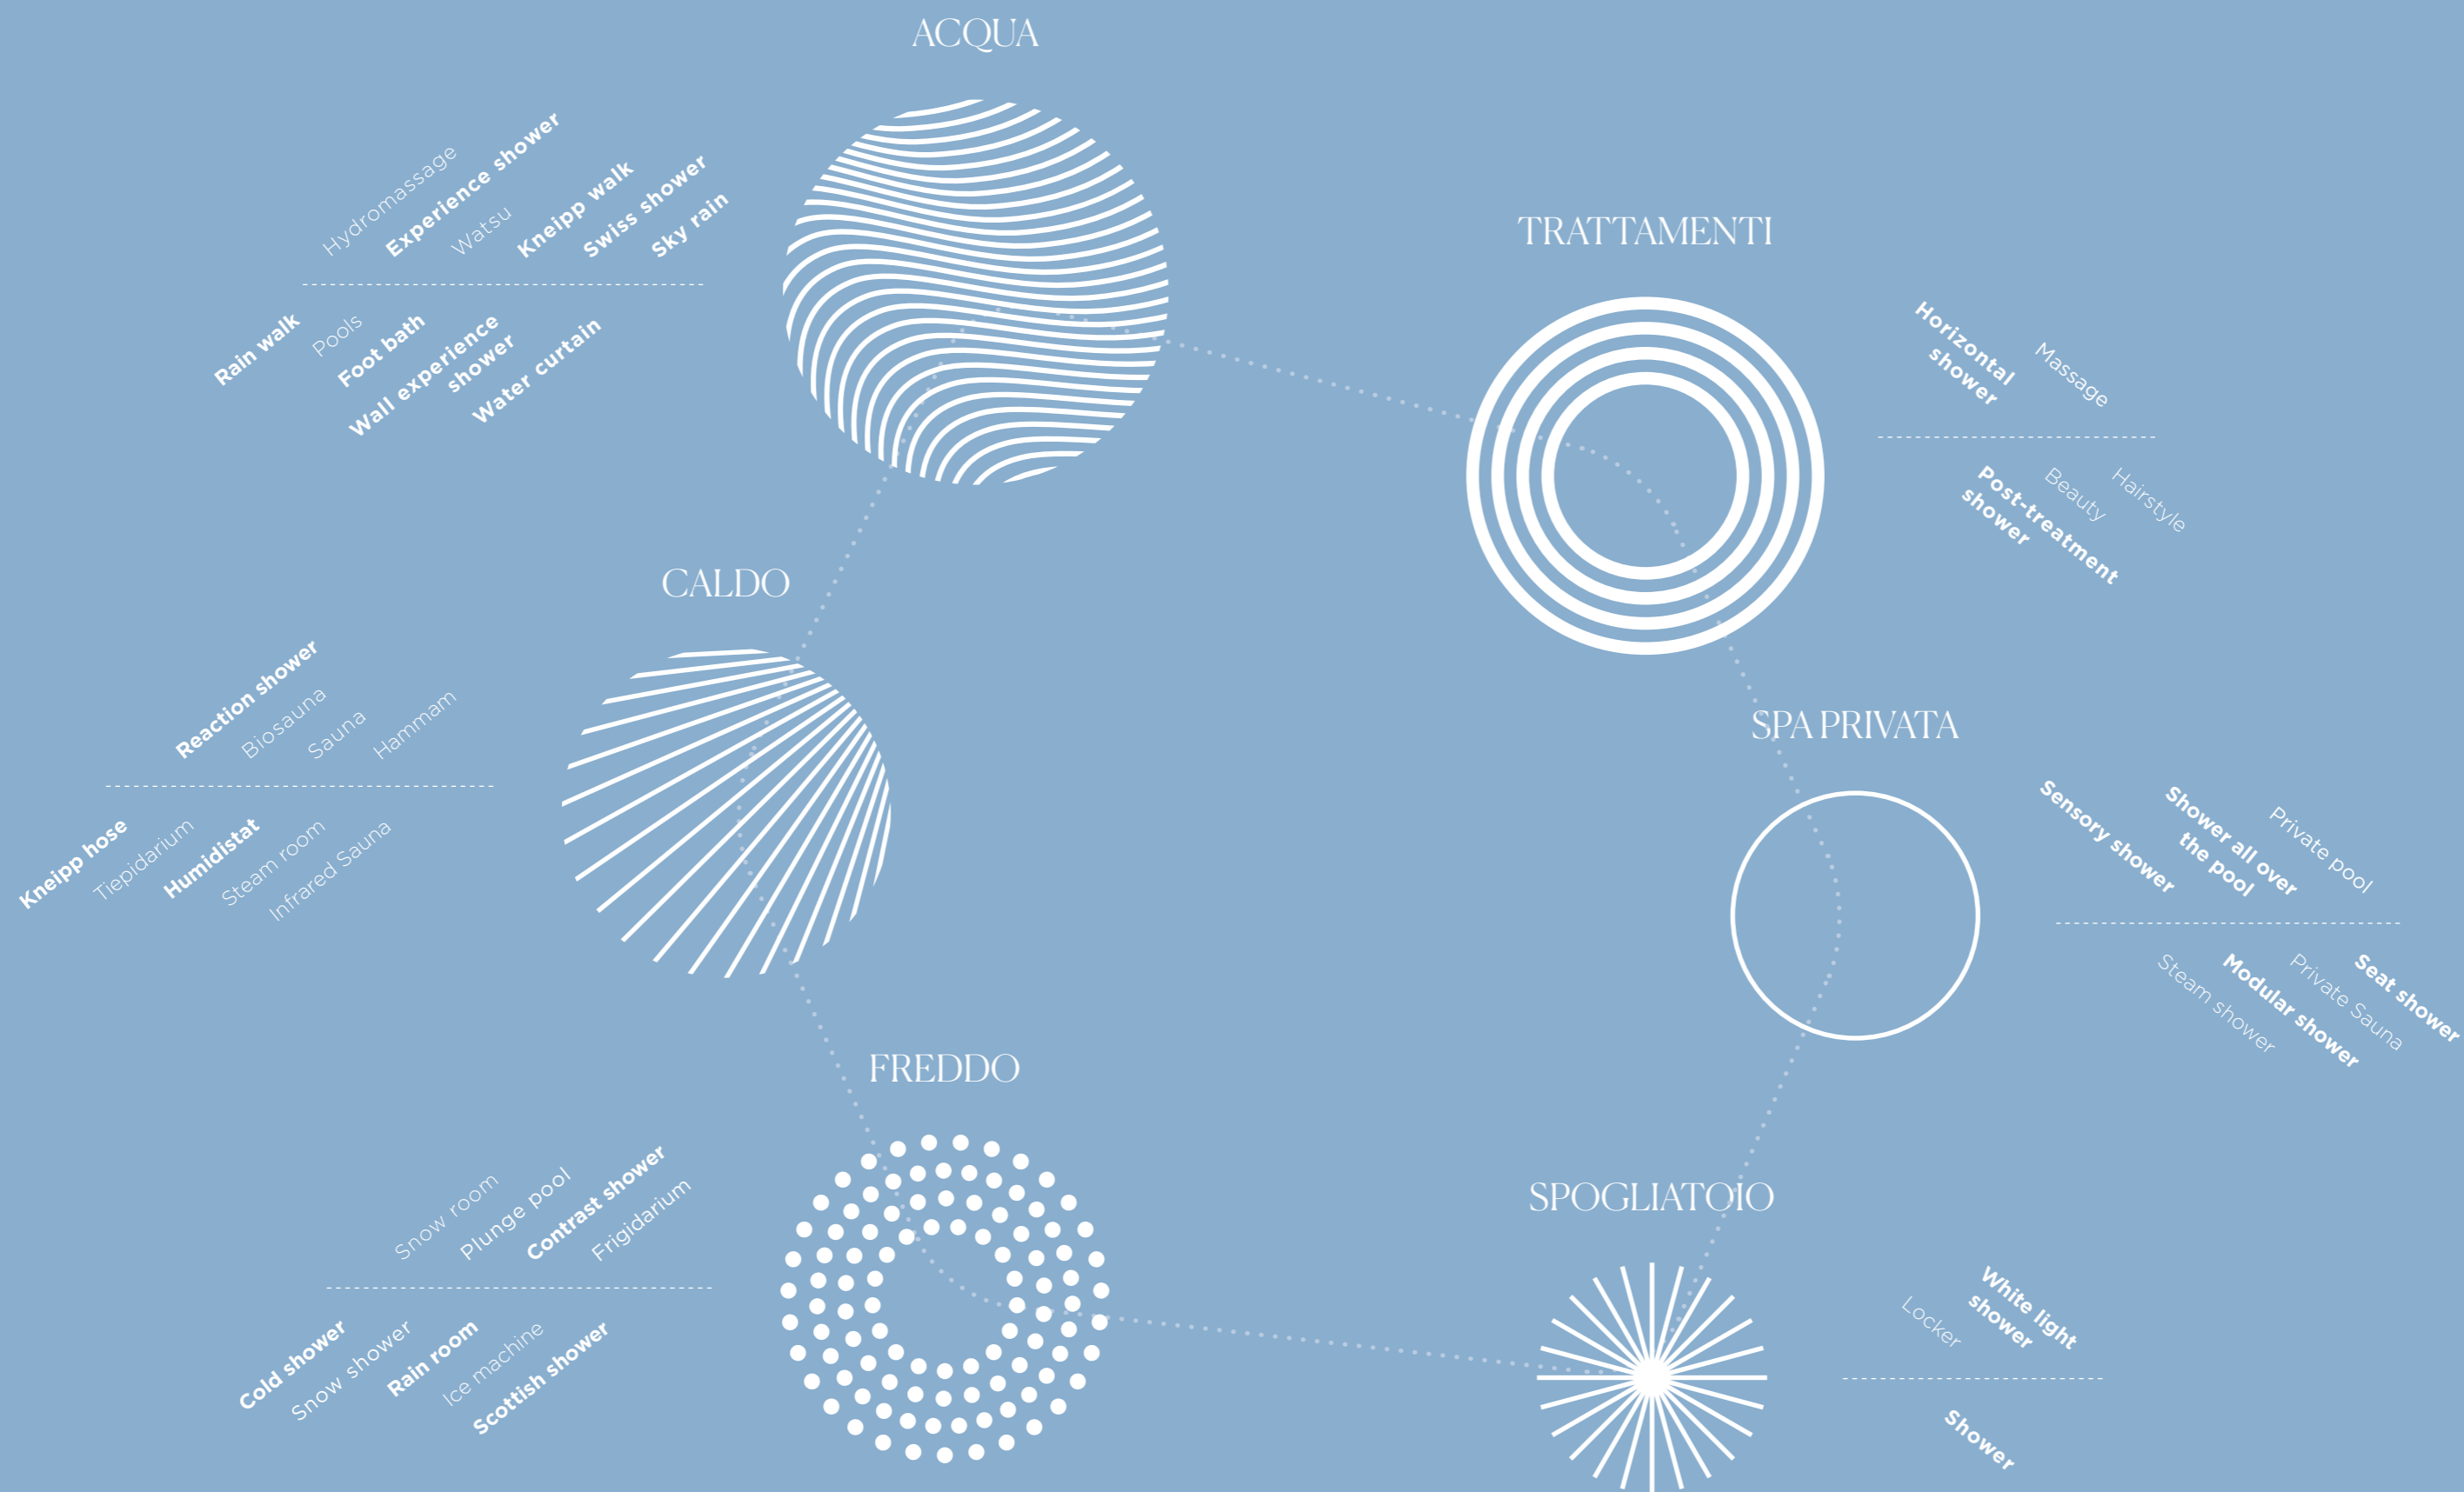 ACQUA
Hydromassage
Experience shower
Watsu
Kneipp walk
Swiss shower
Sky rain
Rain walk
Pools
Foot bath
Wall experience
shower
Water curtain
TRATTAMENTI
Horizontal
shower
Massage
Post-treatment
shower
Beauty
Hairstyle
CALDO
Reaction shower
Biosauna
Sauna
Hammam
Kneipp hose
Tiepidarium
Humidistat
Steam room
Infrared Sauna
SPA PRIVATA
Sensory shower
Shower all over
the pool
Private pool
Steam shower
Modular shower
Private Sauna
Seat shower
FREDDO
Snow room
Plunge pool
Contrast shower
Frigidarium
Cold shower
Snow shower
Rain room
Ice machine
Scottish shower
SPOGLIATOIO
Locker
White light
shower
Shower